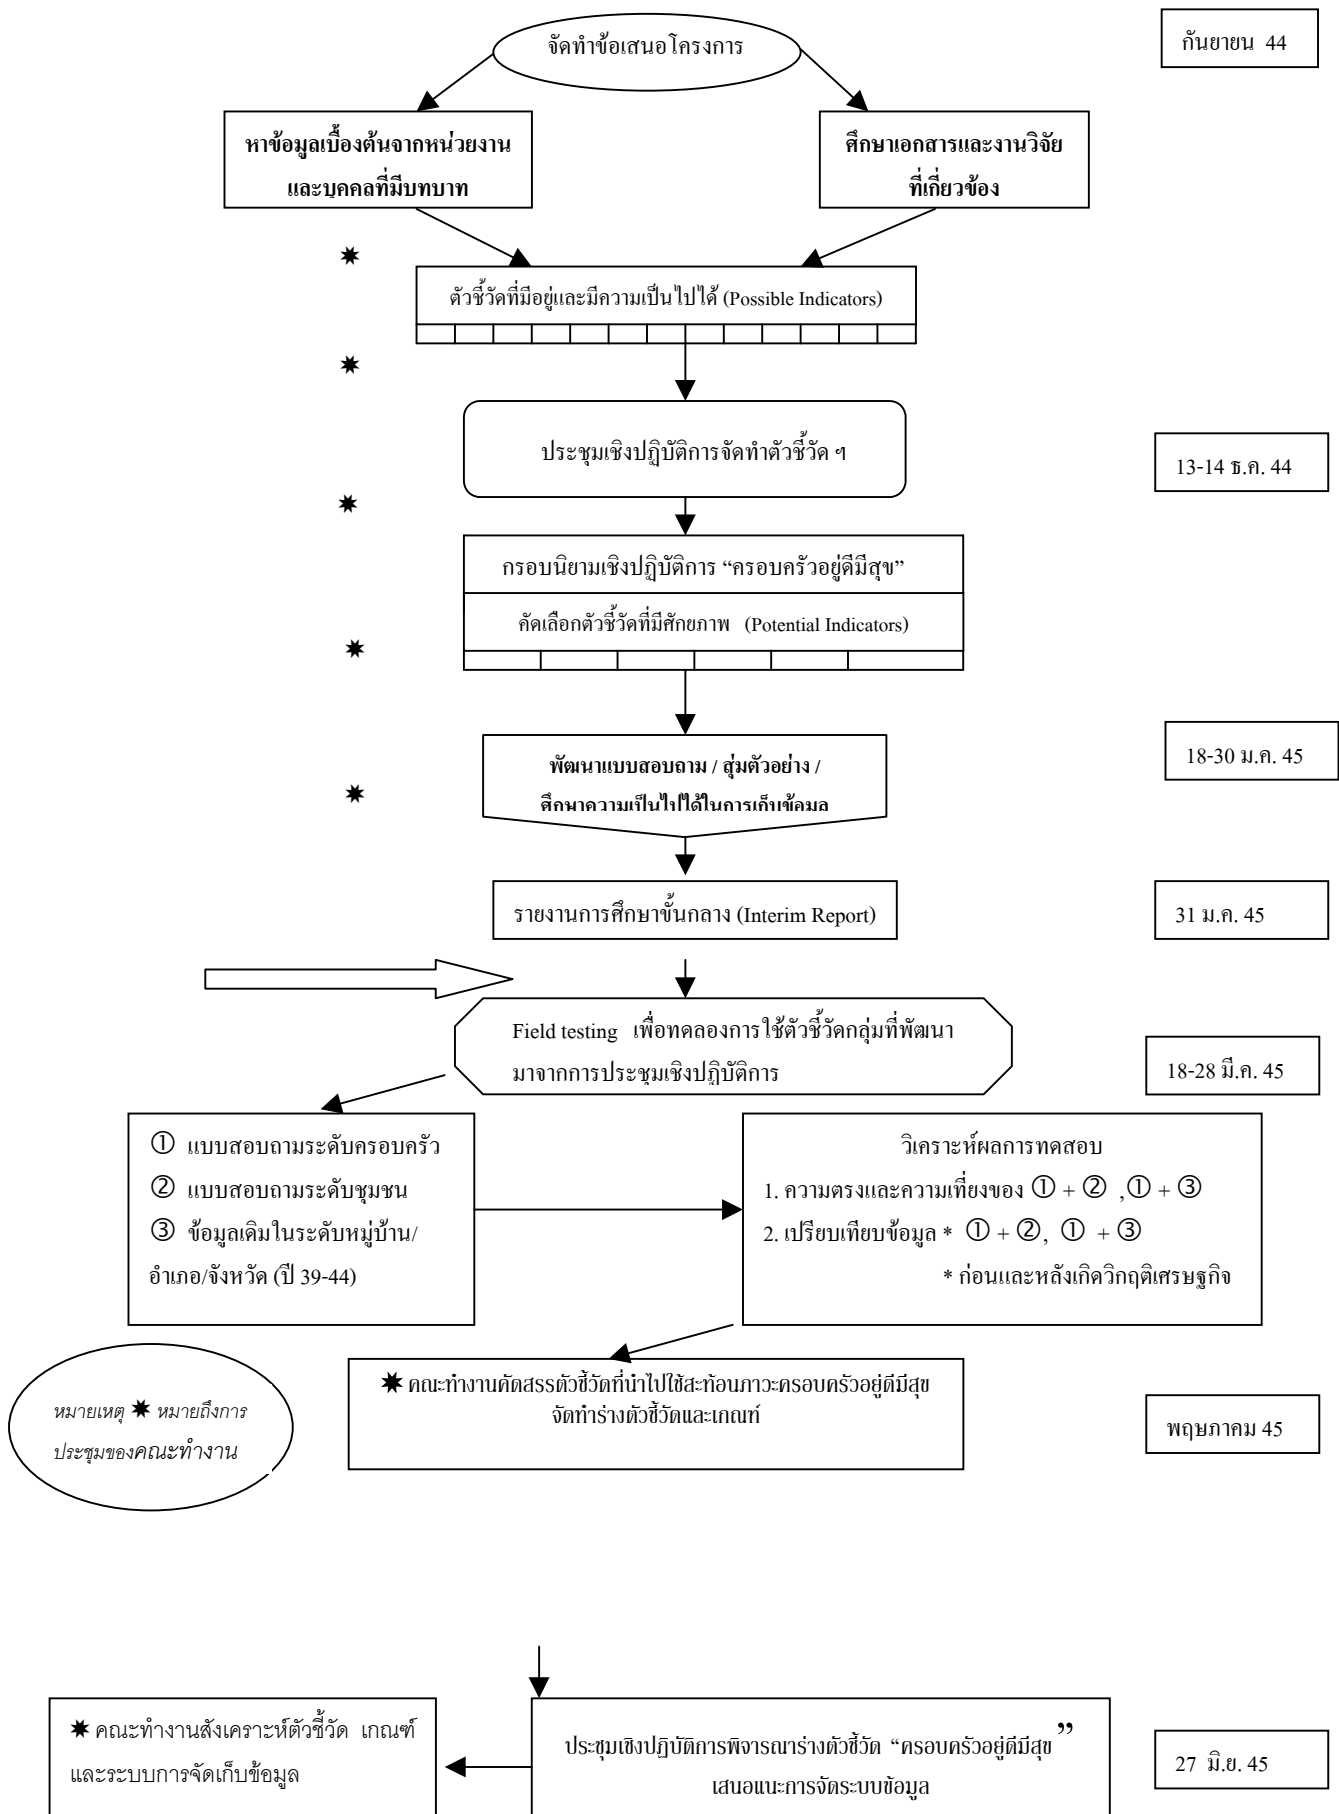 จัดทำข้อเสนอโครงการ
กันยายน 44
หาข้อมูลเบื้องต้นจากหน่วยงาน
และบุคคลที่มีบทบาท
ศึกษาเอกสารและงานวิจัย
ที่เกี่ยวข้อง
✷
ตัวชี้วัดที่มีอยู่และมีความเป็นไปได้ (Possible Indicators)
✷
ประชุมเชิงปฏิบัติการจัดทำตัวชี้วัด ฯ
13-14 ธ.ค. 44
✷
กรอบนิยามเชิงปฏิบัติการ “ครอบครัวอยู่ดีมีสุข”
คัดเลือกตัวชี้วัดที่มีศักยภาพ (Potential Indicators)
✷
พัฒนาแบบสอบถาม / สุ่มตัวอย่าง /
ศึกษาความเป็นไปได้ในการเก็บข้อมูล
18-30 ม.ค. 45
✷
รายงานการศึกษาขั้นกลาง (Interim Report)
31 ม.ค. 45
Field testing เพื่อทดลองการใช้ตัวชี้วัดกลุ่มที่พัฒนา
มาจากการประชุมเชิงปฏิบัติการ
18-28 มี.ค. 45
① แบบสอบถามระดับครอบครัว
② แบบสอบถามระดับชุมชน
③ ข้อมูลเดิมในระดับหมู่บ้าน/
อำเภอ/จังหวัด (ปี 39-44)
วิเคราะห์ผลการทดสอบ
1. ความตรงและความเที่ยงของ ① + ② ,① + ③
2. เปรียบเทียบข้อมูล * ① + ②, ① + ③
* ก่อนและหลังเกิดวิกฤติเศรษฐกิจ
หมายเหตุ ✷ หมายถึงการ
ประชุมของคณะทำงาน
✷ คณะทำงานคัดสรรตัวชี้วัดที่นำไปใช้สะท้อนภาวะครอบครัวอยู่ดีมีสุข
จัดทำร่างตัวชี้วัดและเกณฑ์
พฤษภาคม 45
✷ คณะทำงานสังเคราะห์ตัวชี้วัด เกณฑ์
และระบบการจัดเก็บข้อมูล
ประชุมเชิงปฏิบัติการพิจารณาร่างตัวชี้วัด “ครอบครัวอยู่ดีมีสุข”
เสนอแนะการจัดระบบข้อมูล
27 มิ.ย. 45